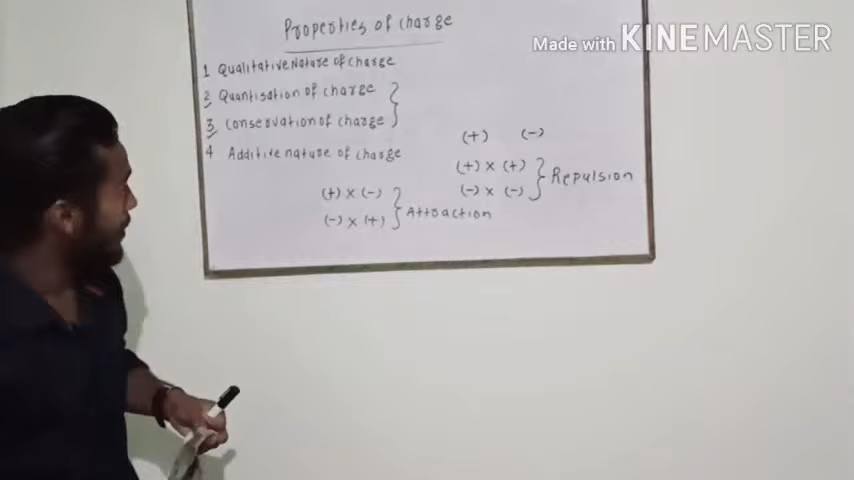 Properties of charge
Made with KINEMASTER
1 Qualitative Nature of charge
2 Quantisation of charge
3 conservation of charge
4 Additive nature of charge
(+) (-)
(+) x (+)
(-) x (-)
Repulsion
(+) x (-)
(-) x (+)
Attraction